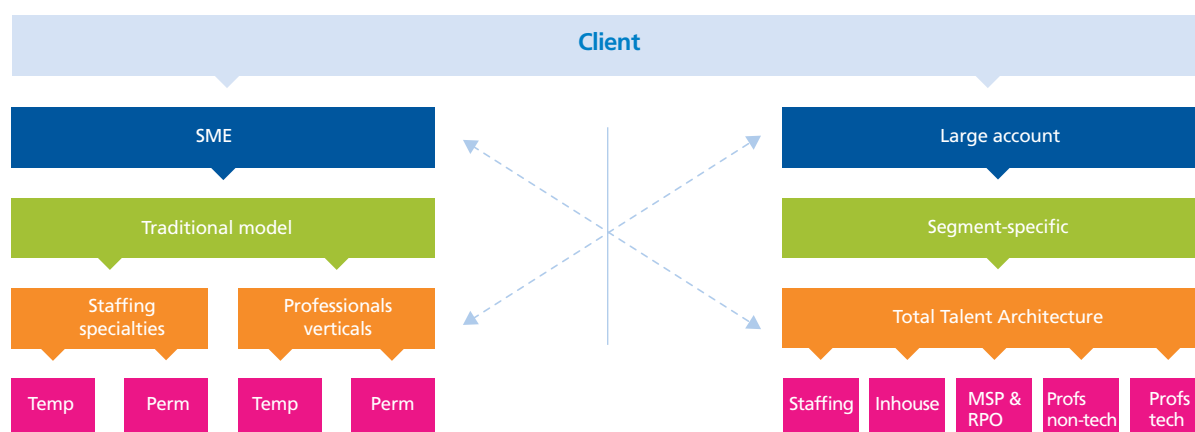 Client
SME
Large account
Traditional model
Segment-specific
Staffing
specialties
Professionals
verticals
Total Talent Architecture
Temp
Perm
Temp
Perm
Staffing
Inhouse
MSP &
RPO
Profs
non-tech
Profs
tech